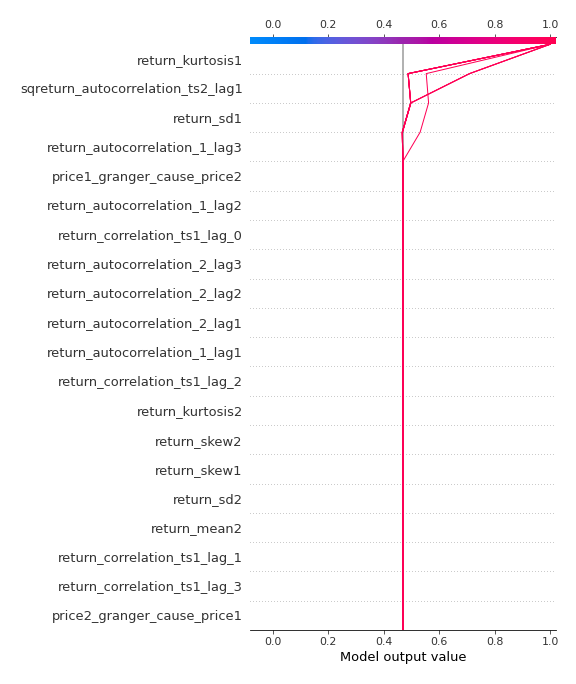 0.0 0.2 0.4 0.6 0.8 1.0
return_kurtosis1
sqreturn_autocorrelation_ts2_lag1
return_sd1
return_autocorrelation_1_lag3
price1_granger_cause_price2
return_autocorrelation_1_lag2
return_correlation_ts1_lag_0
return_autocorrelation_2_lag3
return_autocorrelation_2_lag2
return_autocorrelation_2_lag1
return_autocorrelation_1_lag1
return_correlation_ts1_lag_2
return_kurtosis2
return_skew2
return_skew1
return_sd2
return_mean2
return_correlation_ts1_lag_1
return_correlation_ts1_lag_3
price2_granger_cause_price1
0.0 0.2 0.4 0.6 0.8 1.0
Model output value